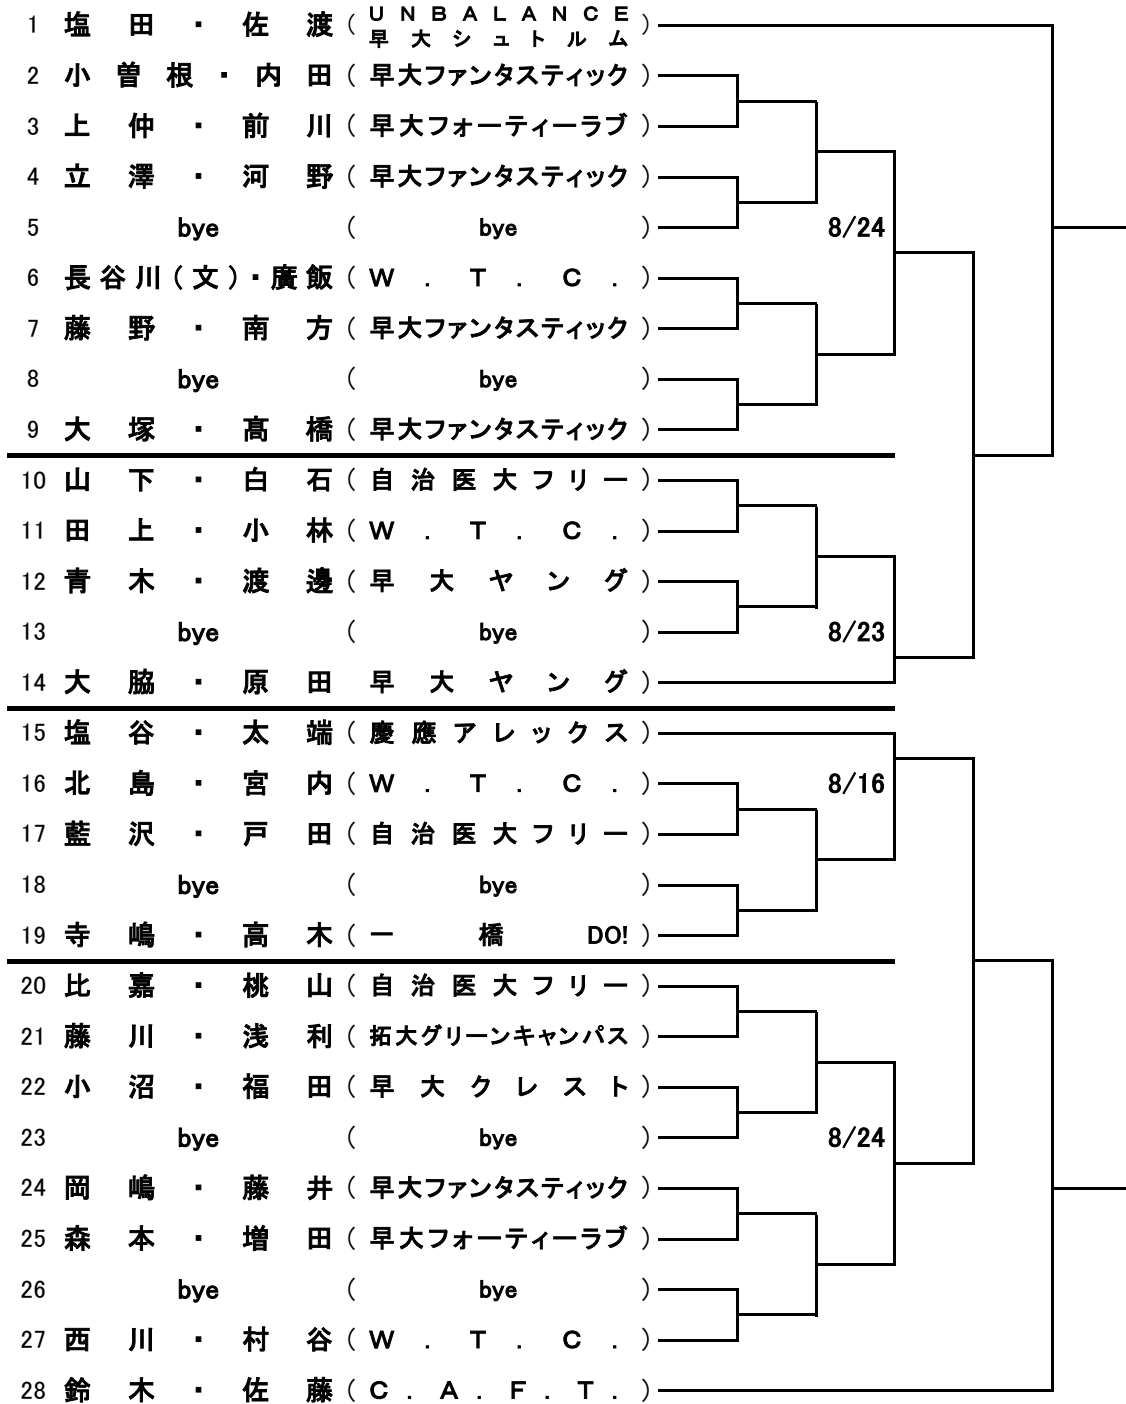 1 塩田・佐渡(UNBALANCE 早大シュトルム)
2 小曽根・内田(早大ファンタスティック)
3 上仲・前川(早大フォーティーラブ)
4 立澤・河野(早大ファンタスティック)
5 bye (bye) 8/24
6 長谷川(文)・廣飯(W.T.C.)
7 藤野・南方(早大ファンタスティック)
8 bye (bye)
9 大塚・髙橋(早大ファンタスティック)
10 山下・白石(自治医大フリー)
11 田上・小林(W.T.C.)
12 青木・渡邊(早大ヤング)
13 bye (bye) 8/23
14 大脇・原田 早大ヤング)
15 塩谷・太端(慶應アレックス)
16 北島・宮内(W.T.C.) 8/16
17 藍沢・戸田(自治医大フリー)
18 bye (bye)
19 寺嶋・高木(一橋DO!)
20 比嘉・桃山(自治医大フリー)
21 藤川・浅利(拓大グリーンキャンパス)
22 小沼・福田(早大クレスト)
23 bye (bye) 8/24
24 岡嶋・藤井(早大ファンタスティック)
25 森本・増田(早大フォーティーラブ)
26 bye (bye)
27 西川・村谷(W.T.C.)
28 鈴木・佐藤(C.A.F.T.)